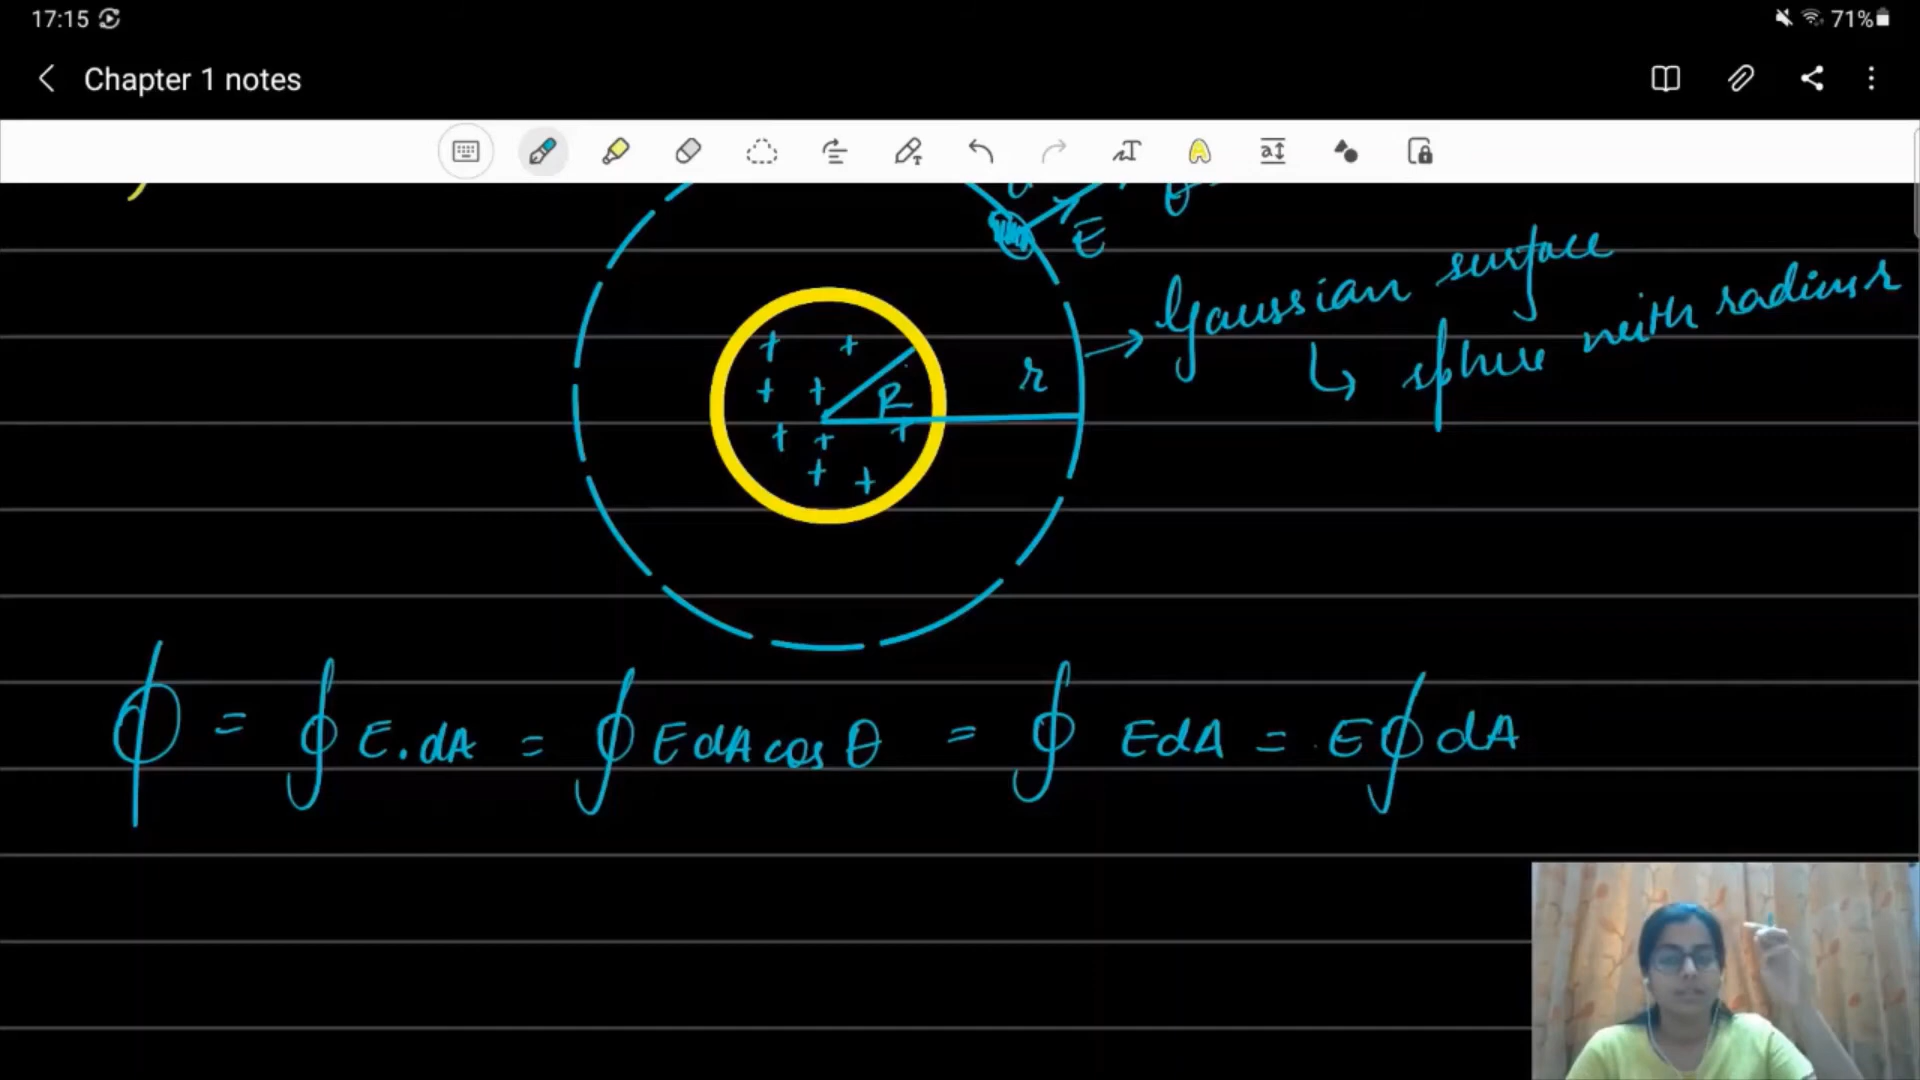 17:15 71%
Chapter 1 notes
E θ
Gaussian surface
↳ sphere with radius r
+ +
+ + R r
+ + +
+ +
ϕ = ∮ E.dA = ∮ EdA cos θ = ∮ EdA = E∮dA